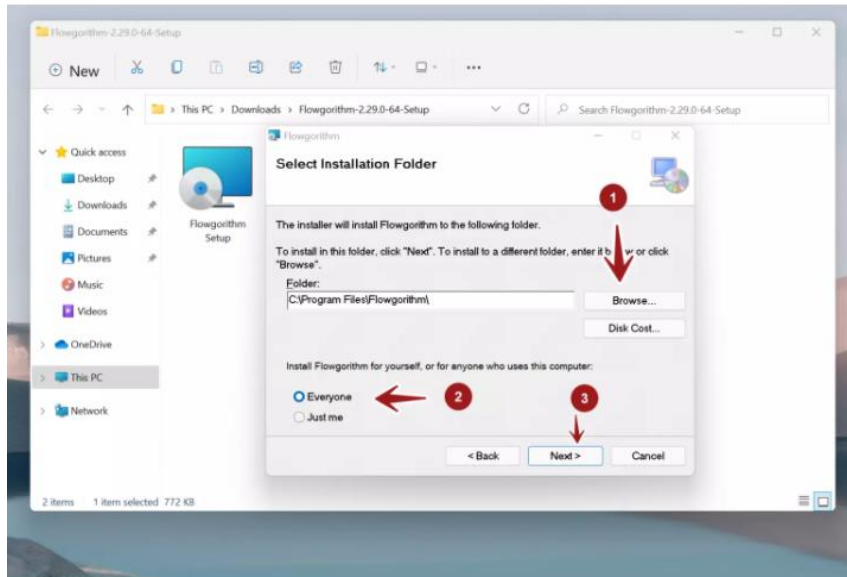 Flowgorithm-2.29.0-64-Setup
New
This PC > Downloads > Flowgorithm-2.29.0-64-Setup
Search Flowgorithm-2.29.0-64-Setup
Quick access
Desktop
Downloads
Documents
Pictures
Music
Videos
OneDrive
This PC
Network
Flowgorithm
Setup
Flowgorithm
Select Installation Folder
1
The installer will install Flowgorithm to the following folder.
To install in this folder, click "Next". To install to a different folder, enter it or click
"Browse".
Folder:
C:\Program Files\Flowgorithm\
Browse...
Disk Cost...
Install Flowgorithm for yourself, or for anyone who uses this computer:
Everyone
2
3
Just me
< Back
Next >
Cancel
2 items
1 item selected 772 KB